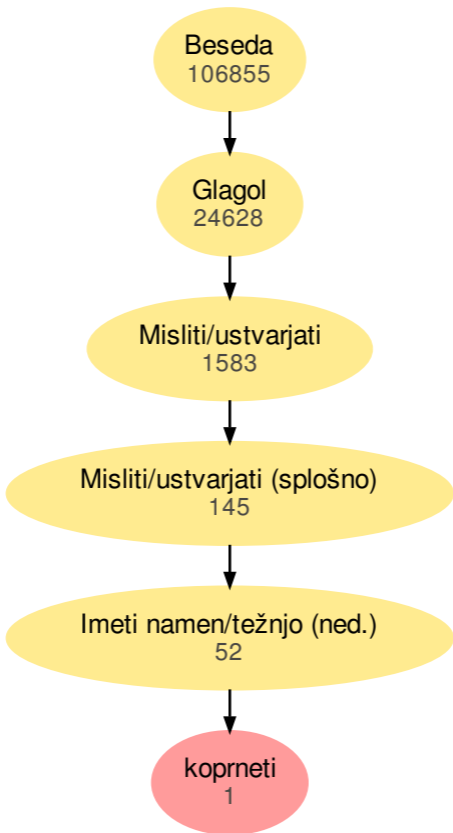 Beseda
106855
Glagol
24628
Misliti/ustvarjati
1583
Misliti/ustvarjati (splošno)
145
Imeti namen/težnjo (ned.)
52
koprneti
1